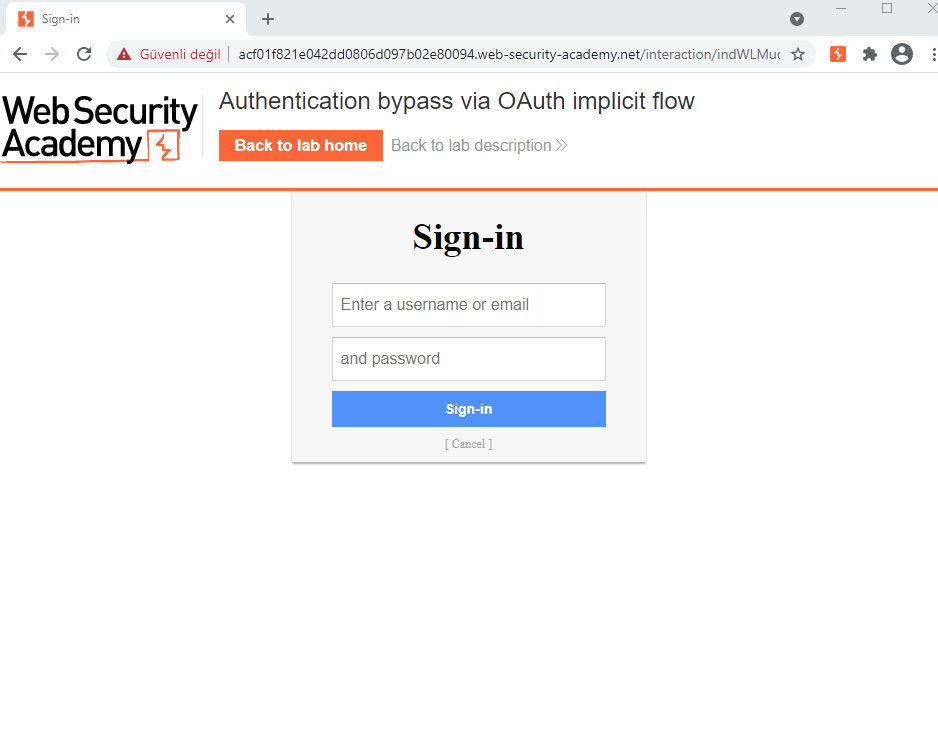 Sign-in
Güvenli değil
acf01f821e042dd0806d097b02e80094.web-security-academy.net/interaction/indWLMuc
Web Security
Academy
Authentication bypass via OAuth implicit flow
Back to lab home
Back to lab description
Sign-in
Enter a username or email
and password
Sign-in
[ Cancel ]